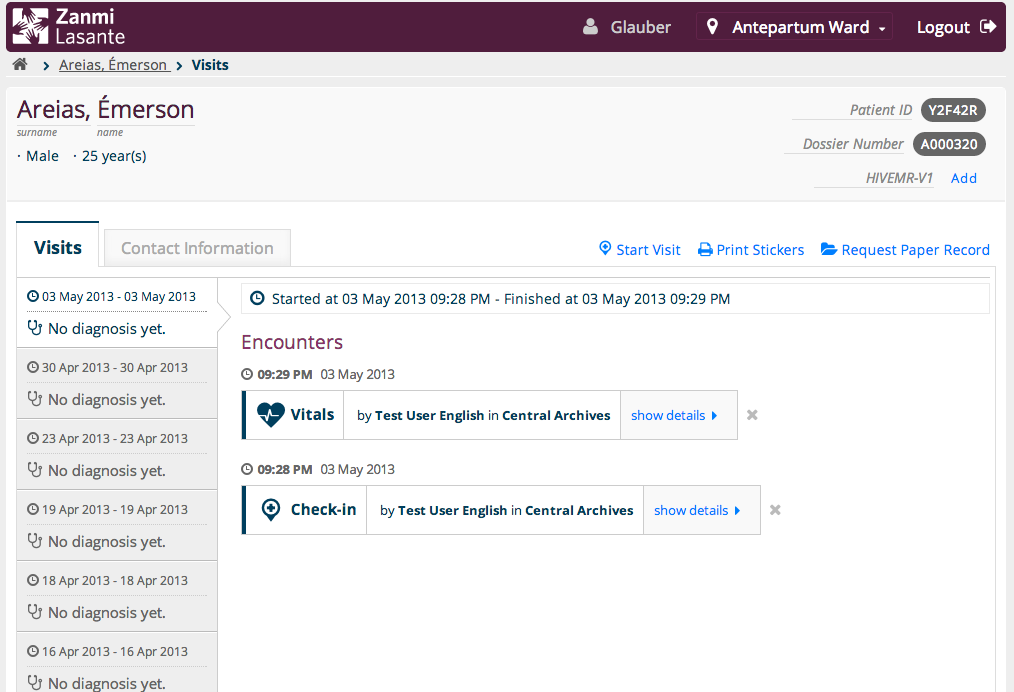 Zanmi
Lasante
Glauber
Antepartum Ward
Logout
Areias, Émerson > Visits
Areias, Émerson
surname name
· Male · 25 year(s)
Patient ID Y2F42R
Dossier Number A000320
HIVEMR-V1 Add
Visits
Contact Information
Start Visit
Print Stickers
Request Paper Record
03 May 2013 - 03 May 2013
No diagnosis yet.
30 Apr 2013 - 30 Apr 2013
No diagnosis yet.
23 Apr 2013 - 23 Apr 2013
No diagnosis yet.
19 Apr 2013 - 19 Apr 2013
No diagnosis yet.
18 Apr 2013 - 18 Apr 2013
No diagnosis yet.
16 Apr 2013 - 16 Apr 2013
No diagnosis yet.
Started at 03 May 2013 09:28 PM - Finished at 03 May 2013 09:29 PM
Encounters
09:29 PM 03 May 2013
Vitals by Test User English in Central Archives show details
09:28 PM 03 May 2013
Check-in by Test User English in Central Archives show details